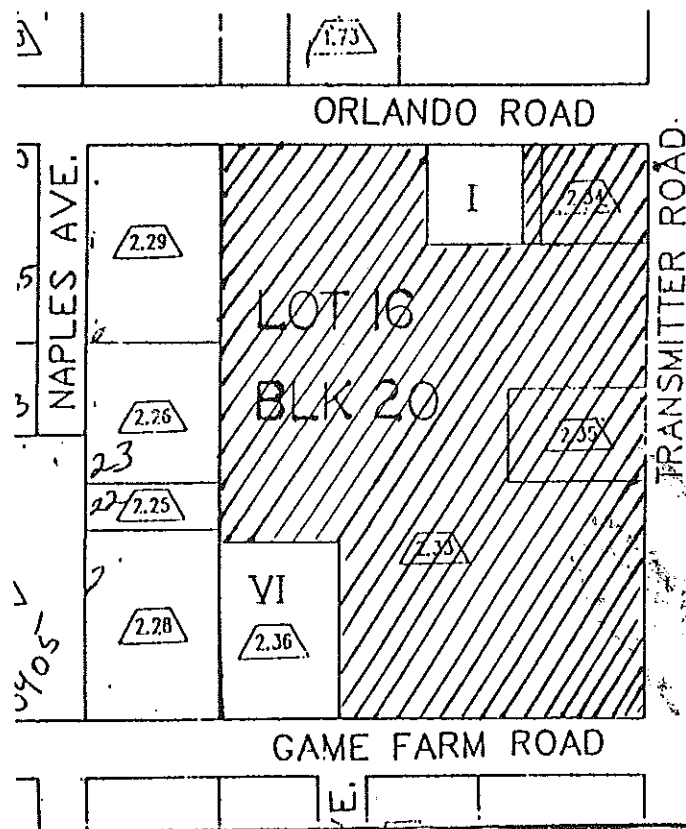 1.73
ORLANDO ROAD
NAPLES AVE.
TRANSMITTER ROAD.
I
2.34
2.29
LOT 16
BLK 20
2.26
2.35
23
22
2.25
2.33
VI
2.28
2.36
GAME FARM ROAD